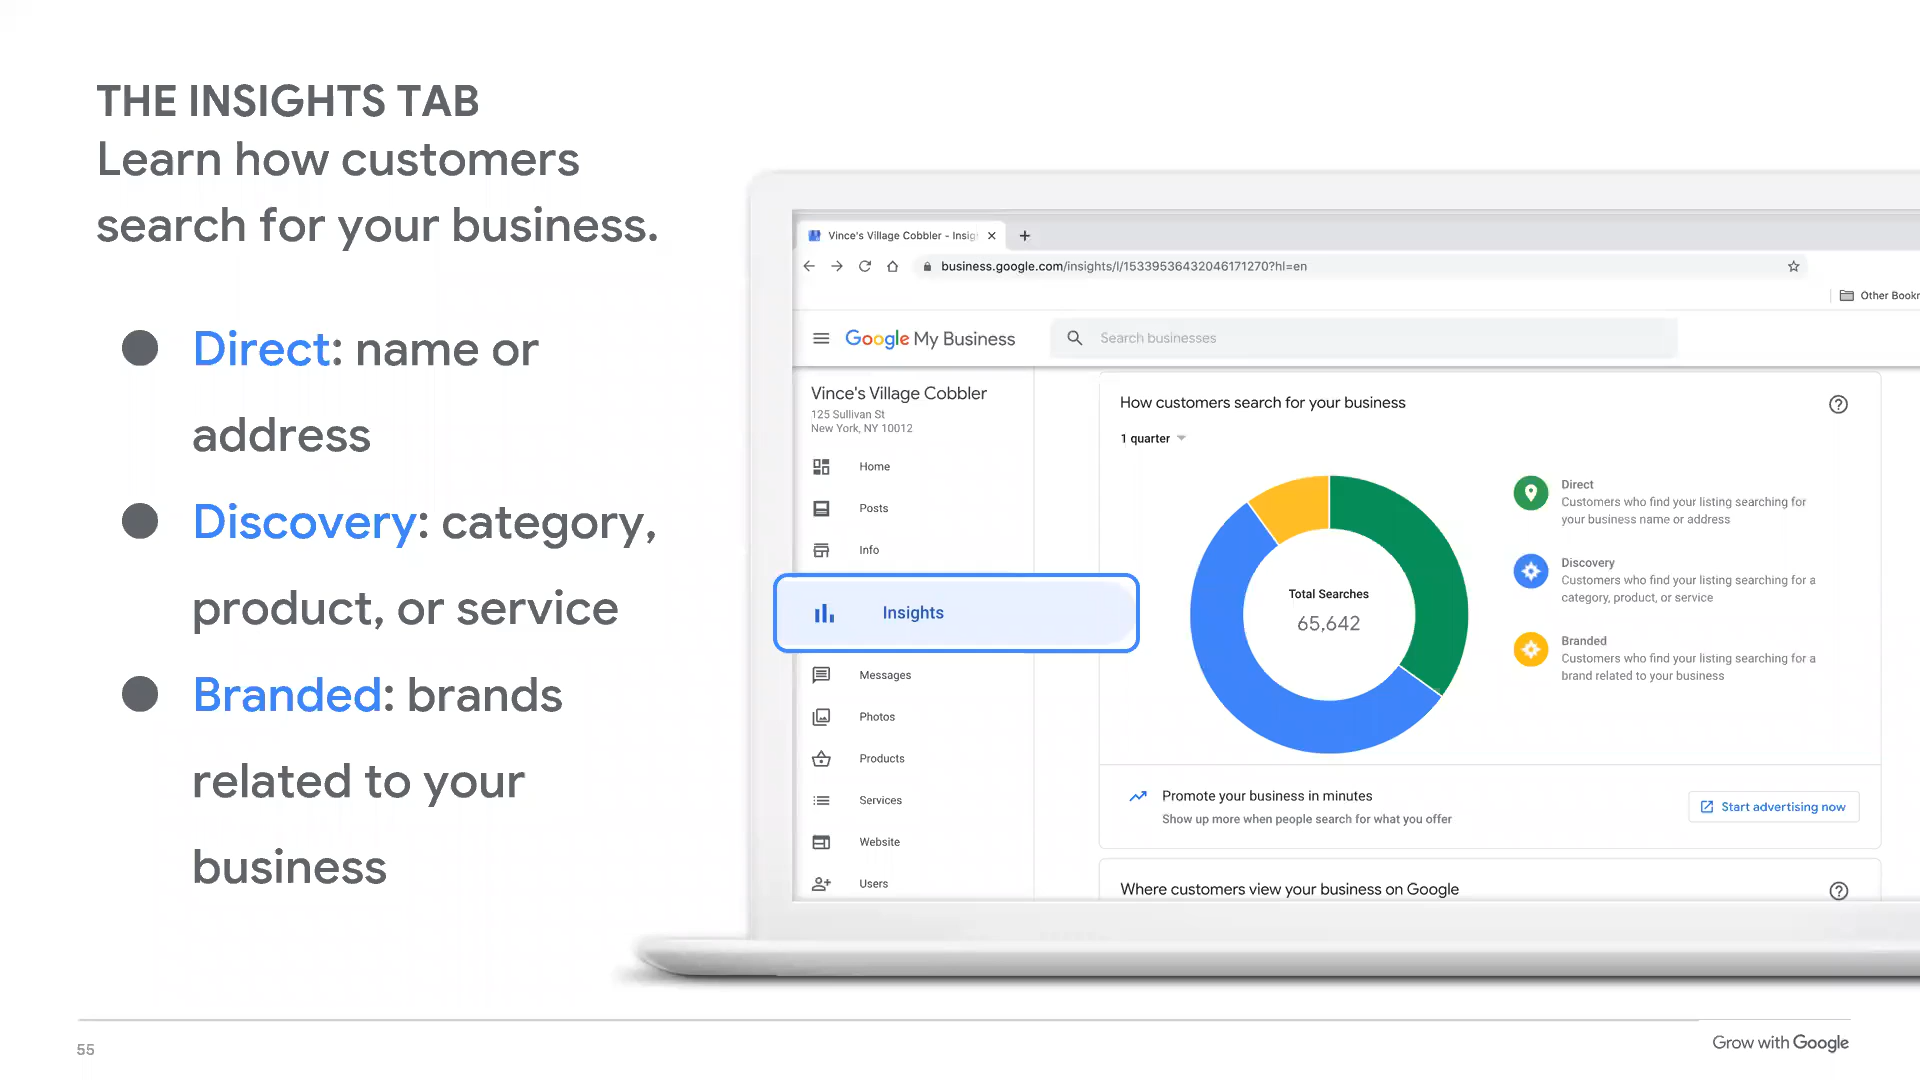 THE INSIGHTS TAB
Learn how customers
search for your business.
Direct: name or
address
Discovery: category,
product, or service
Branded: brands
related to your
business
Vince's Village Cobbler - Insig
business.google.com/insights/l/15339536432046171270?hl=en
Other Bookr
Google My Business
Search businesses
Vince's Village Cobbler
125 Sullivan St
New York, NY 10012
Home
Posts
Info
Insights
Messages
Photos
Products
Services
Website
Users
How customers search for your business
1 quarter
Total Searches
65,642
Direct
Customers who find your listing searching for
your business name or address
Discovery
Customers who find your listing searching for a
category, product, or service
Branded
Customers who find your listing searching for a
brand related to your business
Promote your business in minutes
Show up more when people search for what you offer
Start advertising now
Where customers view your business on Google
55
Grow with Google